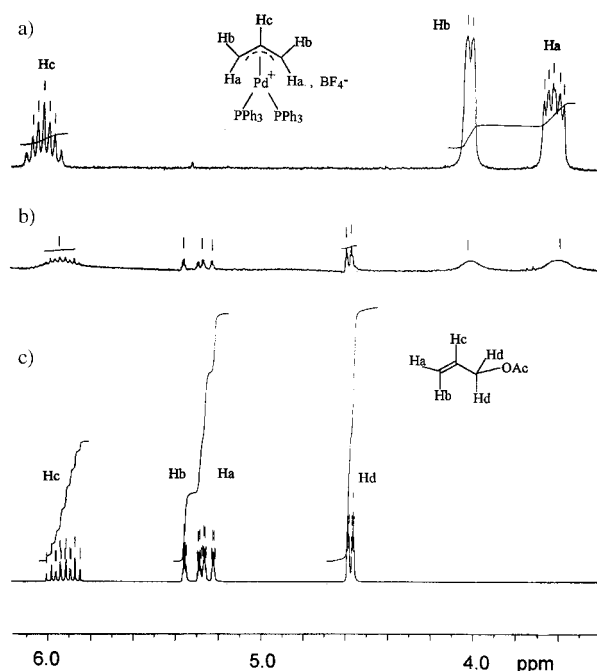 a)
Hc
Hb
Hc
Hb
Ha
Pd+
Ha , BF4-
PPh3 PPh3
Hb
Ha
b)
c)
Hc
Hb
Ha
Hc
Hd
Ha
OAc
Hb
Hd
Hd
6.0 5.0 4.0 ppm